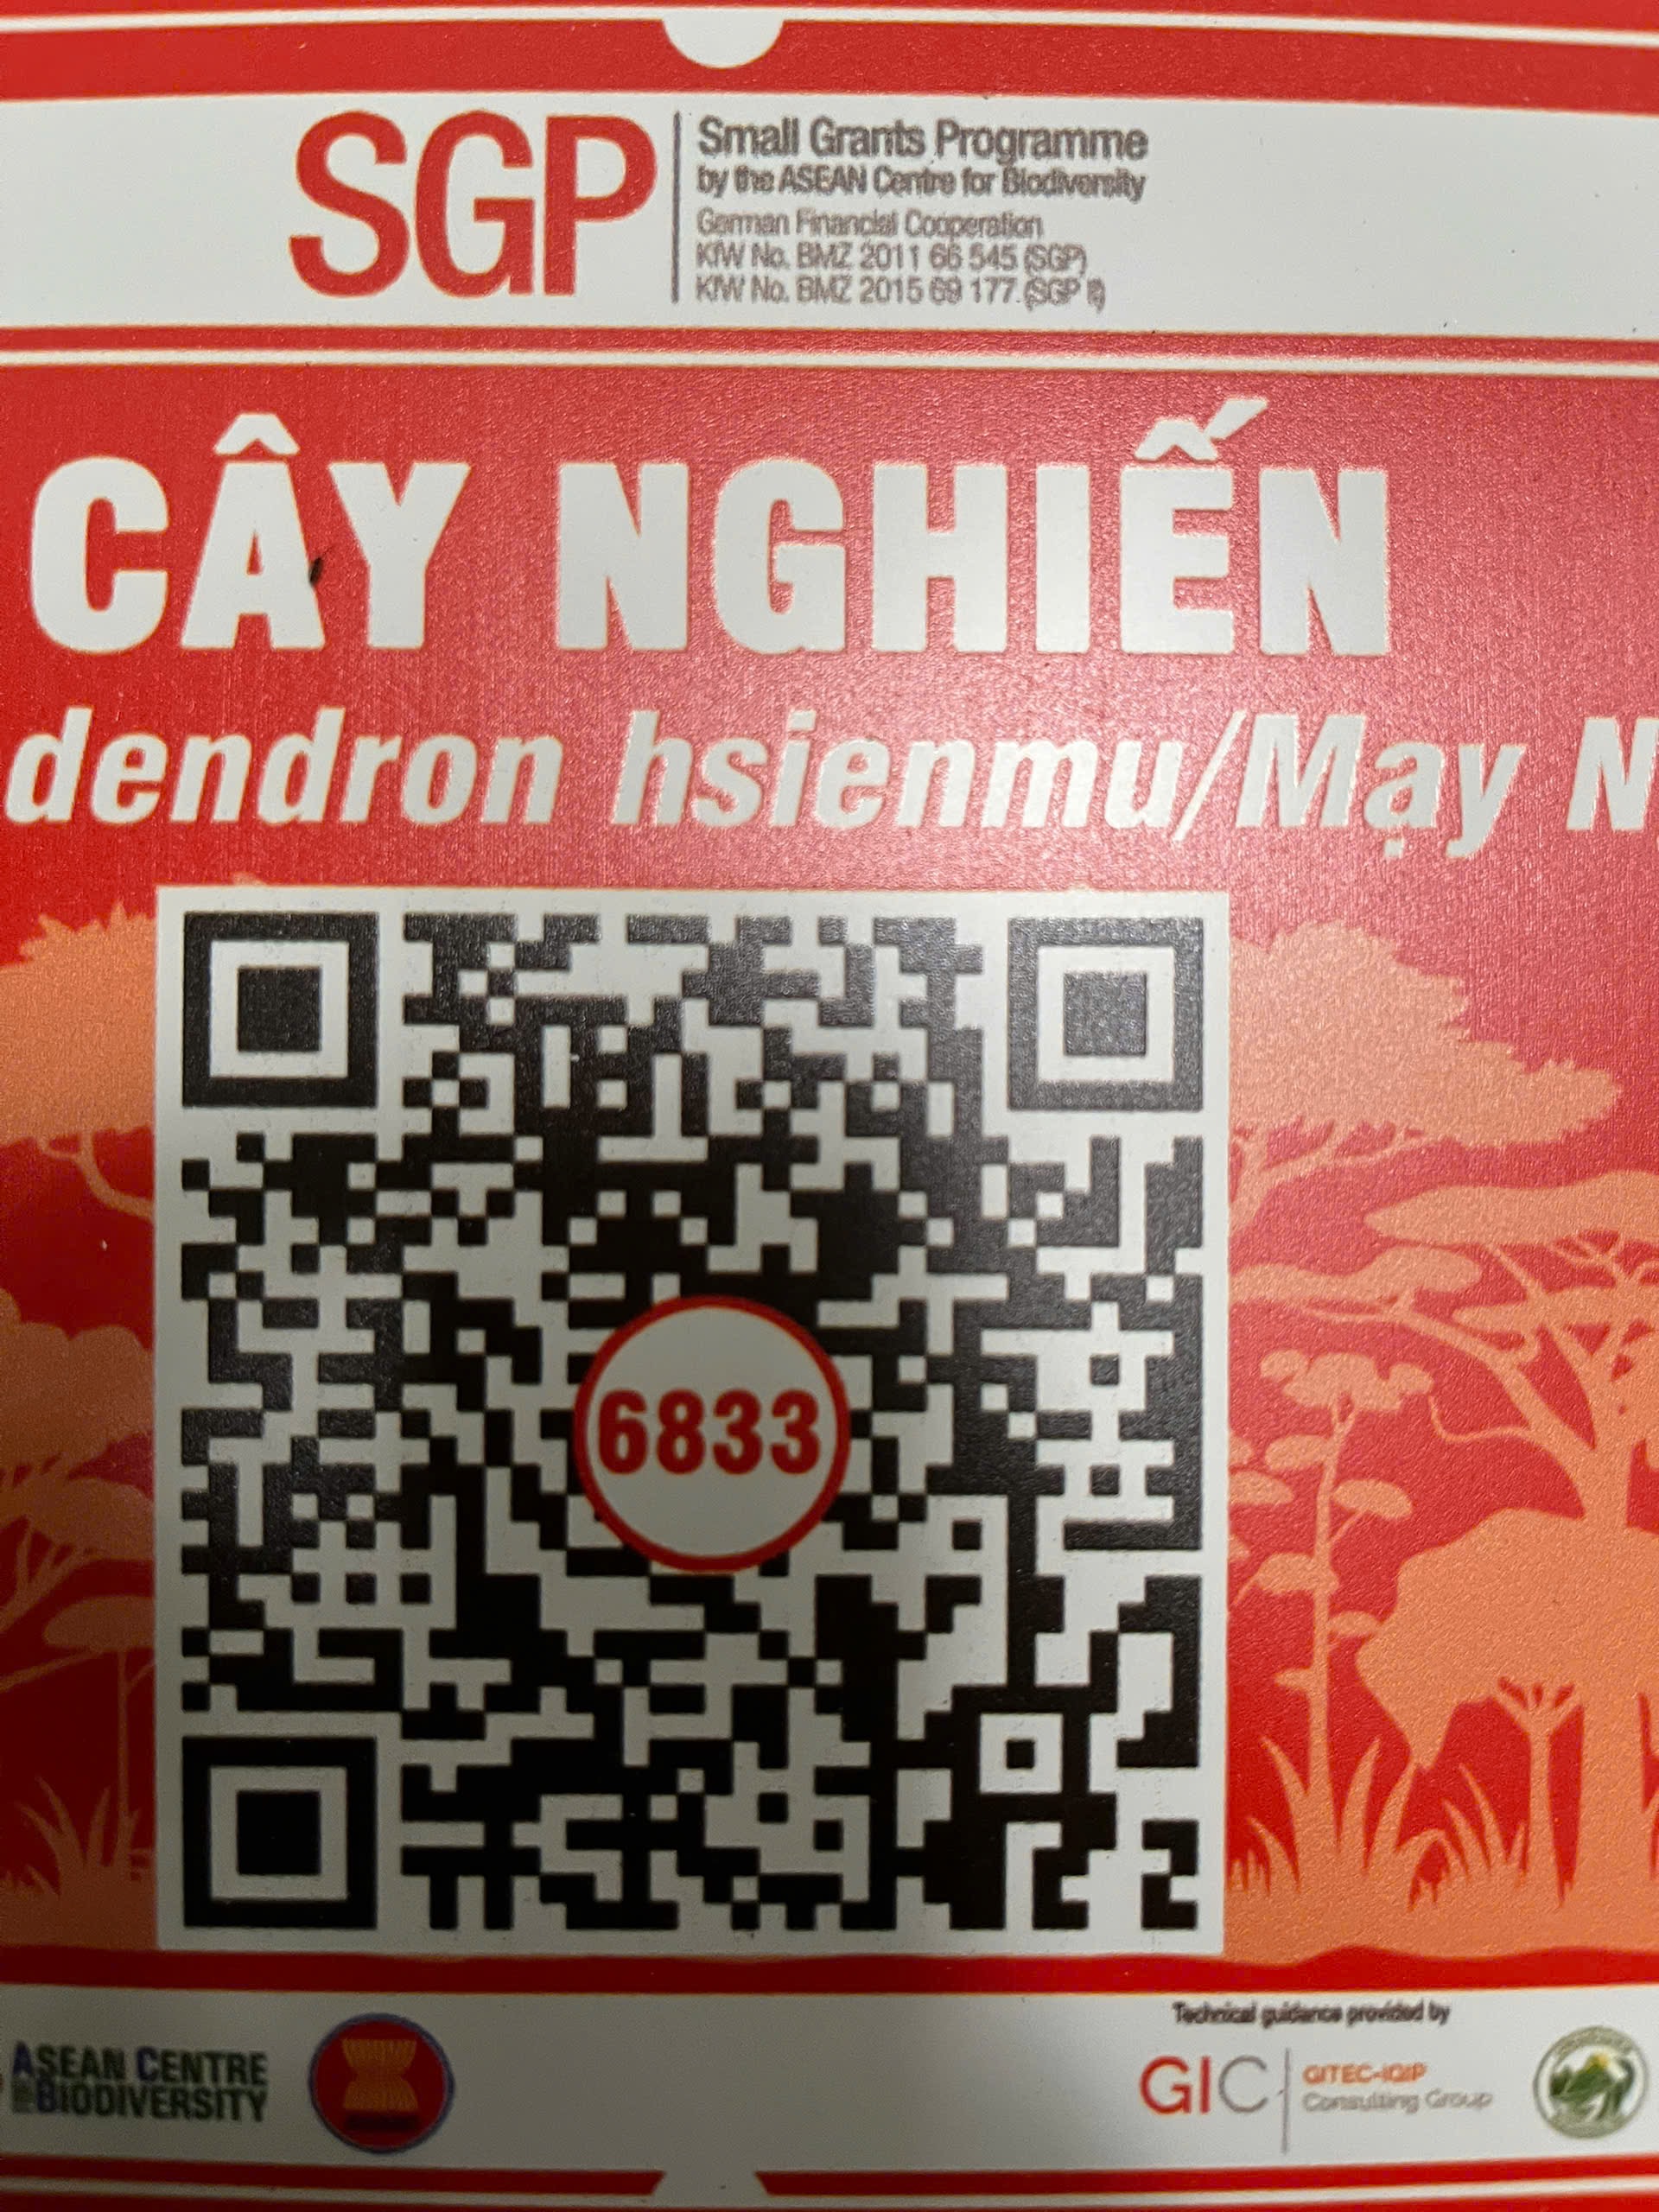 SGP
Small Grants Programme
by the ASEAN Centre for Biodiversity
German Financial Cooperation
KfW No. BMZ 2011 66 545 (SGP)
KfW No. BMZ 2015 69 177 (SGP II)
CÂY NGHIẾN
dendron hsienmu/Mạy N
6833
ASEAN CENTRE
BIODIVERSITY
Technical guidance provided by
GIC
GITEC-IGIP
Consulting Group